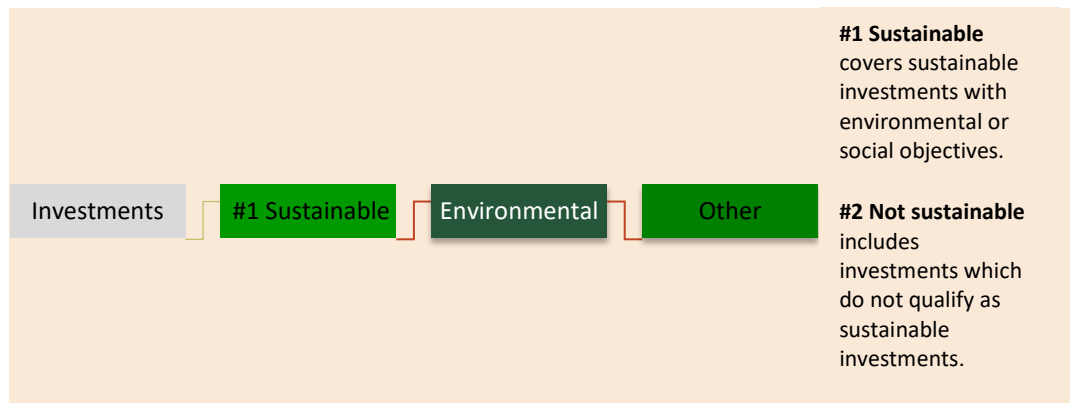 Investments
#1 Sustainable
Environmental
Other
#1 Sustainable
covers sustainable
investments with
environmental or
social objectives.
#2 Not sustainable
includes
investments which
do not qualify as
sustainable
investments.